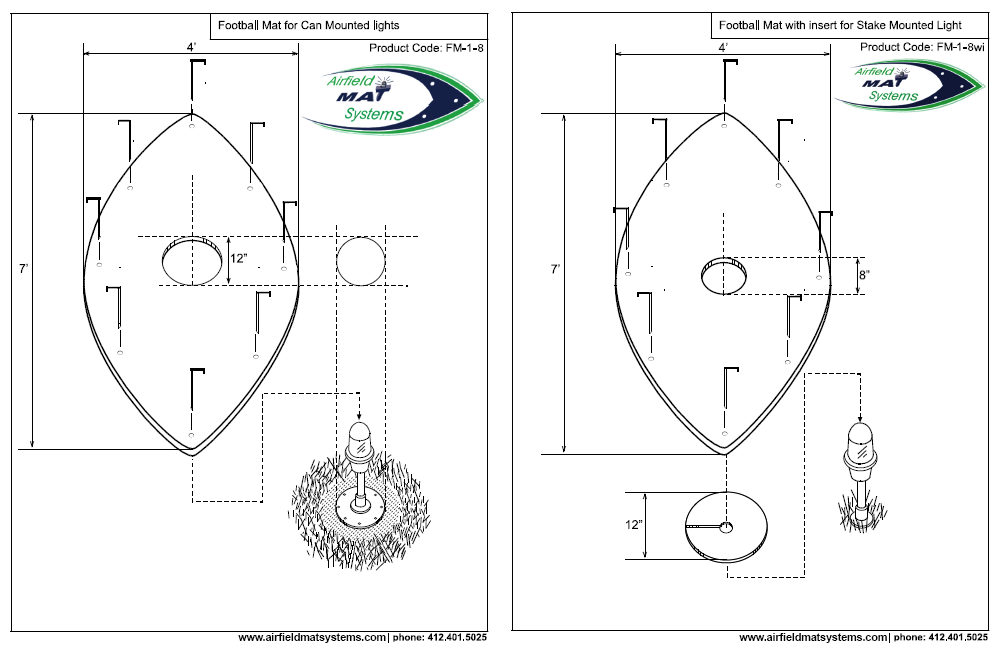 Football Mat for Can Mounted lights
Product Code: FM-1-8
4'
Airfield
MAT
Systems
7'
12"
www.airfieldmatsystems.com| phone: 412.401.5025
Football Mat with insert for Stake Mounted Light
Product Code: FM-1-8wi
4'
Airfield
MAT
Systems
7'
8"
12"
www.airfieldmatsystems.com| phone: 412.401.5025